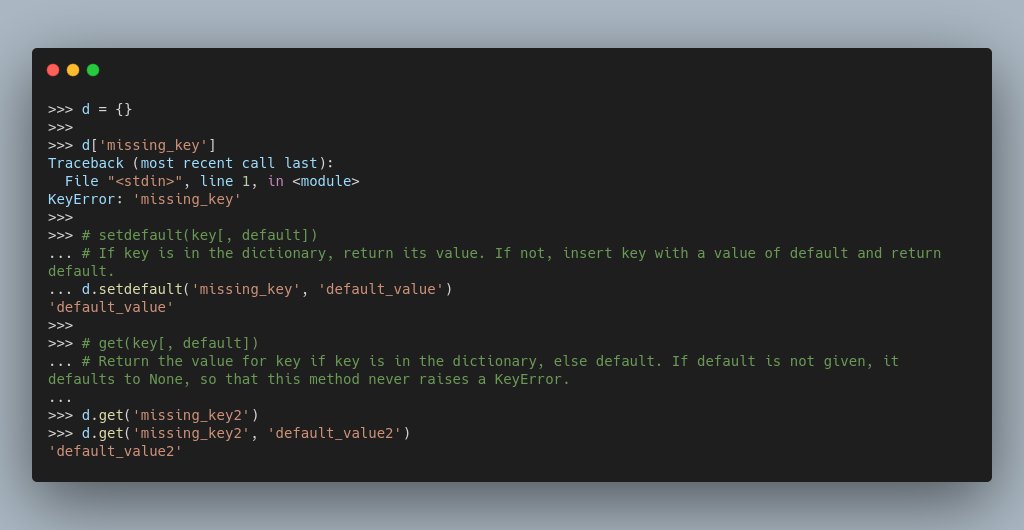 >>> d = {}
>>>
>>> d['missing_key']
Traceback (most recent call last):
  File "<stdin>", line 1, in <module>
KeyError: 'missing_key'
>>>
>>> # setdefault(key[, default])
... # If key is in the dictionary, return its value. If not, insert key with a value of default and return
default.
... d.setdefault('missing_key', 'default_value')
'default_value'
>>>
>>> # get(key[, default])
... # Return the value for key if key is in the dictionary, else default. If default is not given, it
defaults to None, so that this method never raises a KeyError.
...
>>> d.get('missing_key2')
>>> d.get('missing_key2', 'default_value2')
'default_value2'